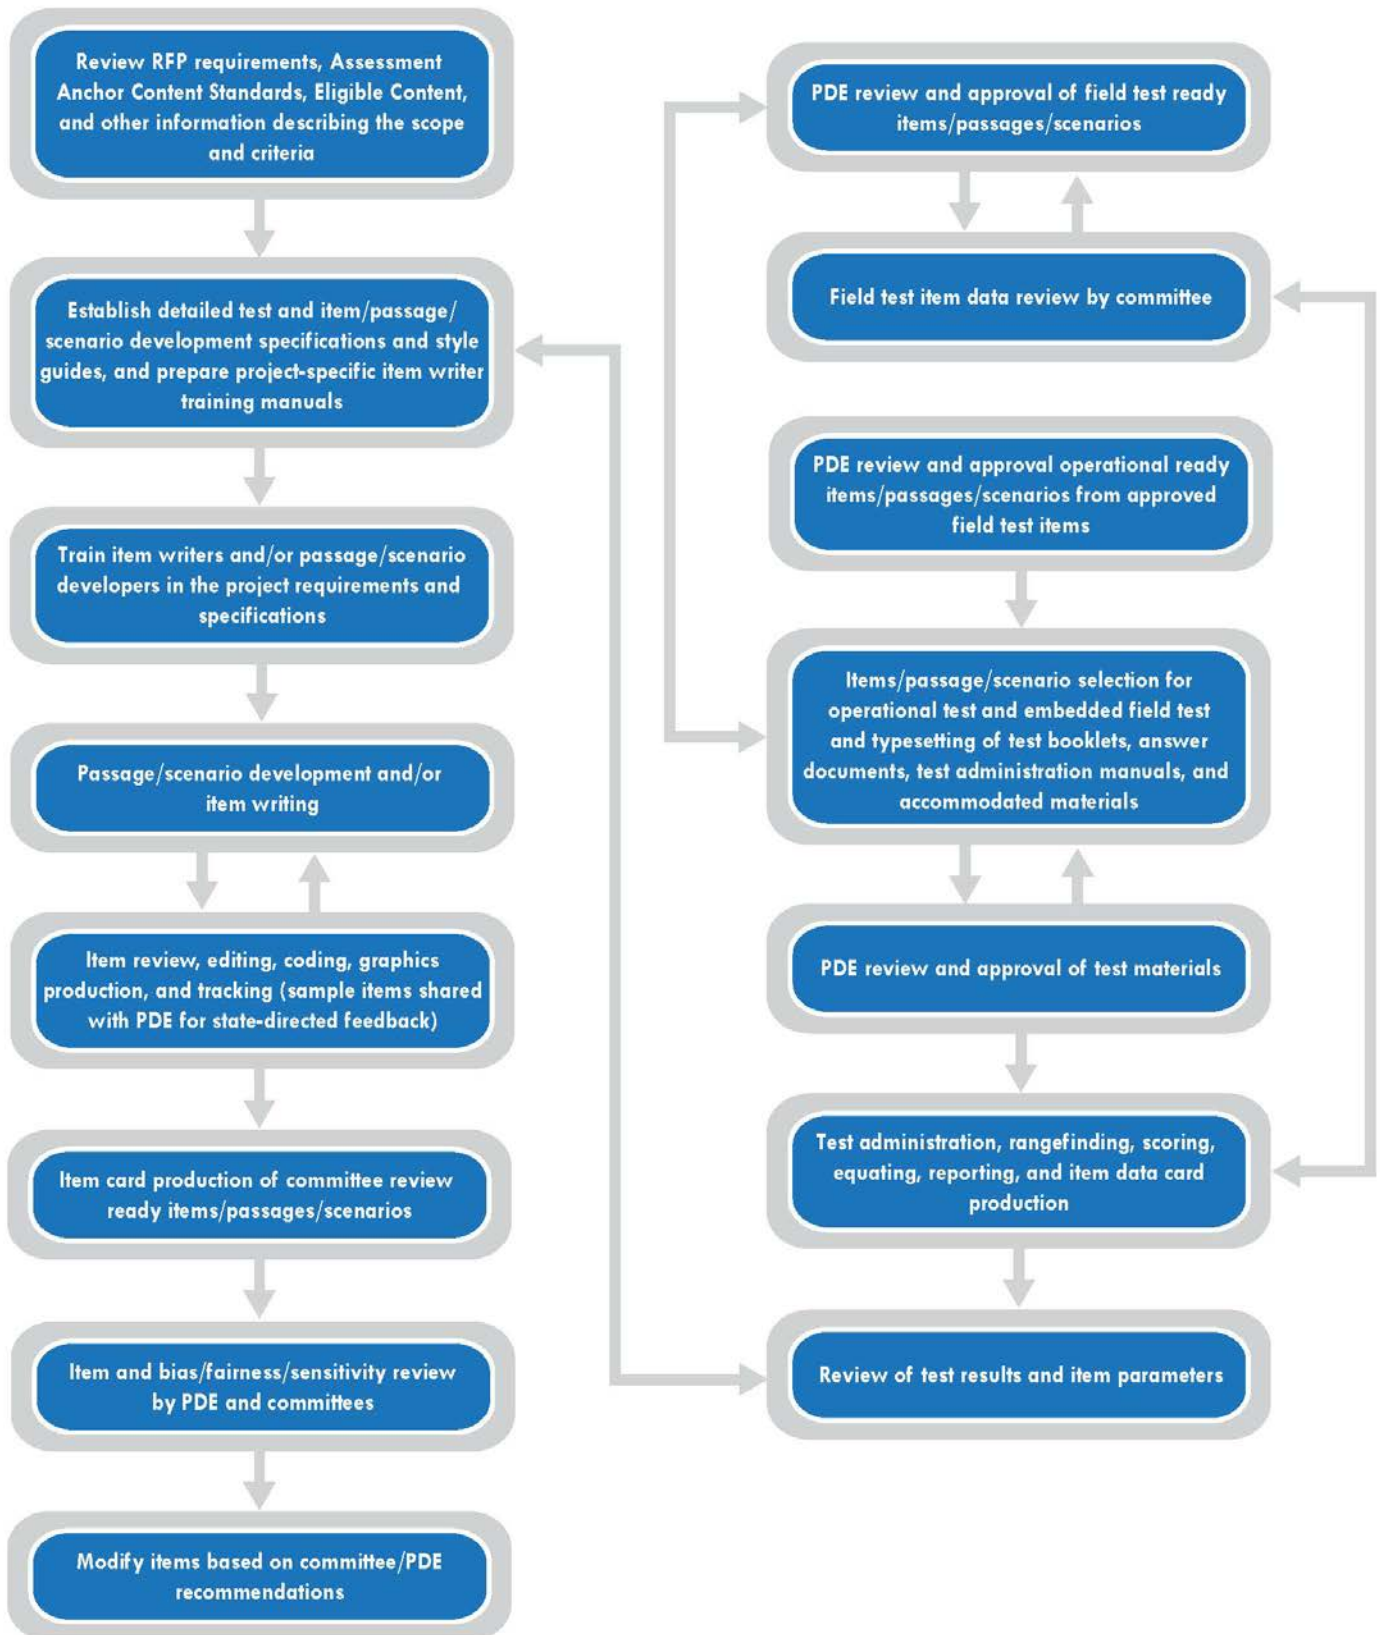 Review RFP requirements, Assessment
Anchor Content Standards, Eligible Content,
and other information describing the scope
and criteria
Establish detailed test and item/passage/
scenario development specifications and style
guides, and prepare project-specific item writer
training manuals
Train item writers and/or passage/scenario
developers in the project requirements and
specifications
Passage/scenario development and/or
item writing
Item review, editing, coding, graphics
production, and tracking (sample items shared
with PDE for state-directed feedback)
Item card production of committee review
ready items/passages/scenarios
Item and bias/fairness/sensitivity review
by PDE and committees
Modify items based on committee/PDE
recommendations
PDE review and approval of field test ready
items/passages/scenarios
Field test item data review by committee
PDE review and approval operational ready
items/passages/scenarios from approved
field test items
Items/passage/scenario selection for
operational test and embedded field test
and typesetting of test booklets, answer
documents, test administration manuals, and
accommodated materials
PDE review and approval of test materials
Test administration, rangefinding, scoring,
equating, reporting, and item data card
production
Review of test results and item parameters